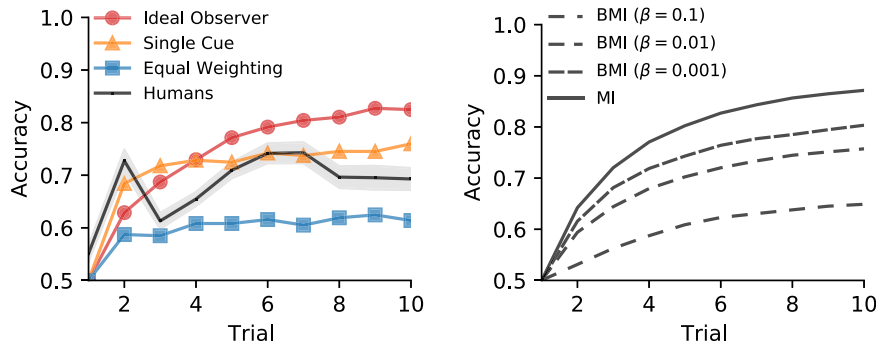 Accuracy
1.0
0.9
0.8
0.7
0.6
0.5
Ideal Observer
Single Cue
Equal Weighting
Humans
2 4 6 8 10
Trial
Accuracy
1.0
0.9
0.8
0.7
0.6
0.5
BMI (β = 0.1)
BMI (β = 0.01)
BMI (β = 0.001)
MI
2 4 6 8 10
Trial